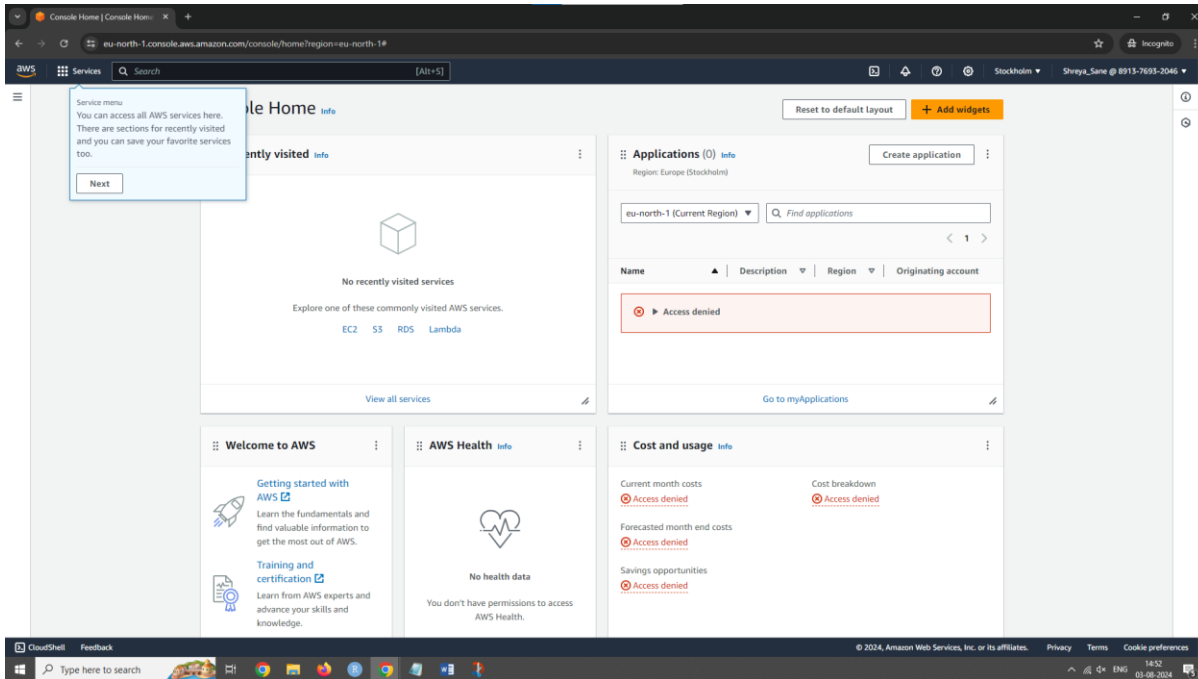 Console Home | Console Home
eu-north-1.console.aws.amazon.com/console/home?region=eu-north-1#
Incognito
aws
Services
Search
[Alt+S]
Stockholm
Shreya_Sane @ 8913-7693-2046
Service menu
You can access all AWS services here.
There are sections for recently visited
and you can save your favorite services
too.
Next
Home Info
Reset to default layout
+ Add widgets
visited Info
No recently visited services
Explore one of these commonly visited AWS services.
EC2 S3 RDS Lambda
View all services
Applications (0) Info
Region: Europe (Stockholm)
Create application
eu-north-1 (Current Region)
Find applications
1
Name
Description
Region
Originating account
Access denied
Go to myApplications
Welcome to AWS
Getting started with
AWS
Learn the fundamentals and
find valuable information to
get the most out of AWS.
Training and
certification
Learn from AWS experts and
advance your skills and
knowledge.
AWS Health Info
No health data
You don't have permissions to access
AWS Health.
Cost and usage Info
Current month costs
Access denied
Forecasted month end costs
Access denied
Savings opportunities
Access denied
Cost breakdown
Access denied
CloudShell
Feedback
© 2024, Amazon Web Services, Inc. or its affiliates.
Privacy
Terms
Cookie preferences
Type here to search
ENG
14:52
03-08-2024